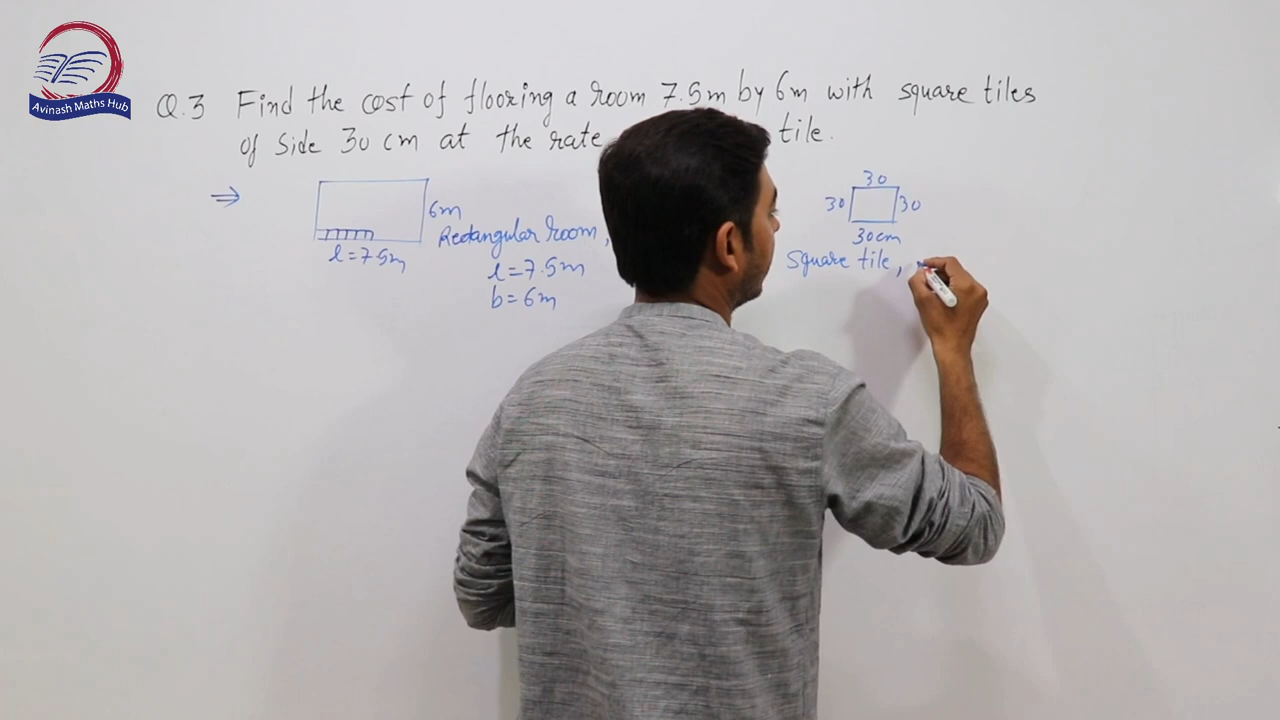 Avinash Maths Hub
Q.3 Find the cost of flooring a room 7.5m by 6m with square tiles
of side 30 cm at the rate tile.
⇒
6m
l=7.5m
Rectangular room,
l=7.5m
b=6m
30
30
30
30cm
Square tile,